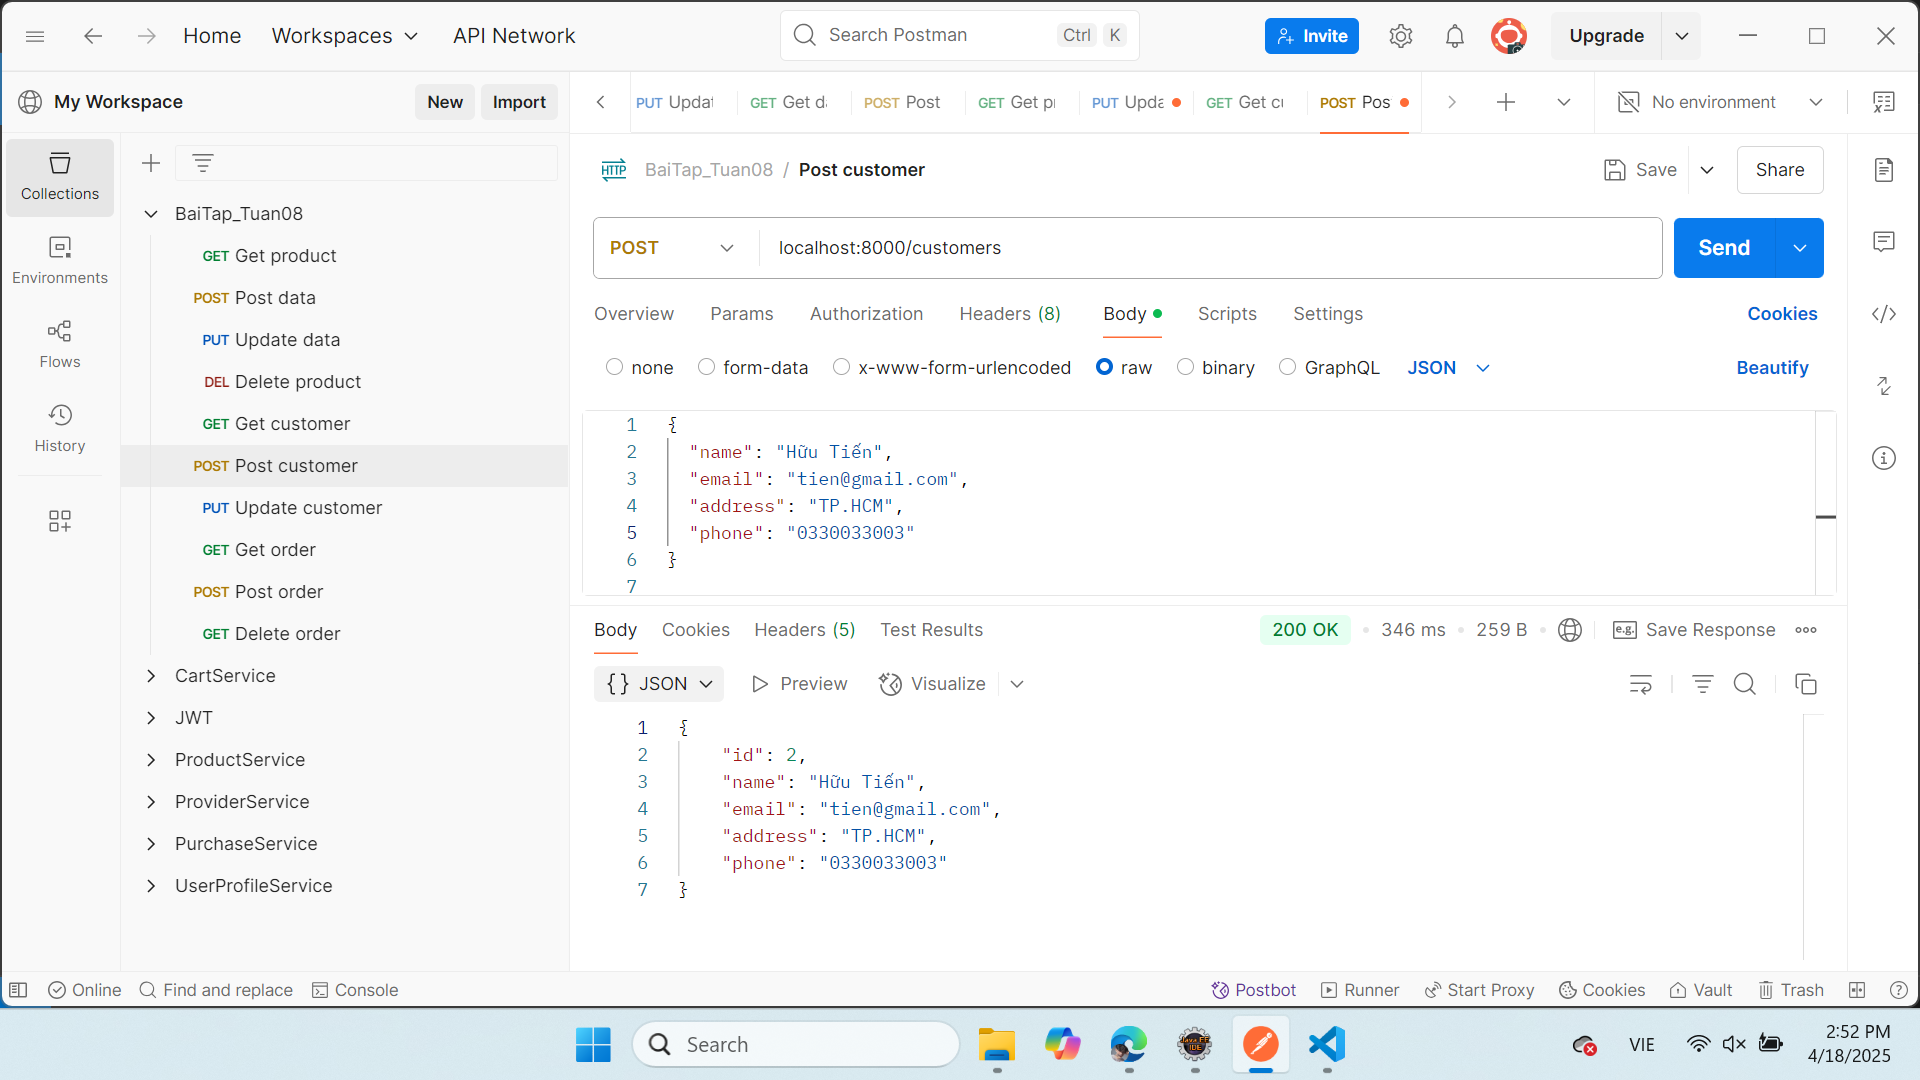 Home Workspaces API Network Search Postman Ctrl K Invite Upgrade
My Workspace New Import PUT Updat GET Get da POST Post GET Get pr PUT Upda GET Get cu POST Pos No environment
Collections
Environments
Flows
History
BaiTap_Tuan08
GET Get product
POST Post data
PUT Update data
DEL Delete product
GET Get customer
POST Post customer
PUT Update customer
GET Get order
POST Post order
GET Delete order
CartService
JWT
ProductService
ProviderService
PurchaseService
UserProfileService
HTTP BaiTap_Tuan08 / Post customer Save Share
POST localhost:8000/customers Send
Overview Params Authorization Headers (8) Body Scripts Settings Cookies
none form-data x-www-form-urlencoded raw binary GraphQL JSON Beautify
1 {
2 "name": "Hữu Tiến",
3 "email": "tien@gmail.com",
4 "address": "TP.HCM",
5 "phone": "0330033003"
6 }
7
Body Cookies Headers (5) Test Results 200 OK 346 ms 259 B e.g. Save Response
{} JSON Preview Visualize
1 {
2 "id": 2,
3 "name": "Hữu Tiến",
4 "email": "tien@gmail.com",
5 "address": "TP.HCM",
6 "phone": "0330033003"
7 }
Online Find and replace Console Postbot Runner Start Proxy Cookies Vault Trash
Search VIE 2:52 PM
4/18/2025